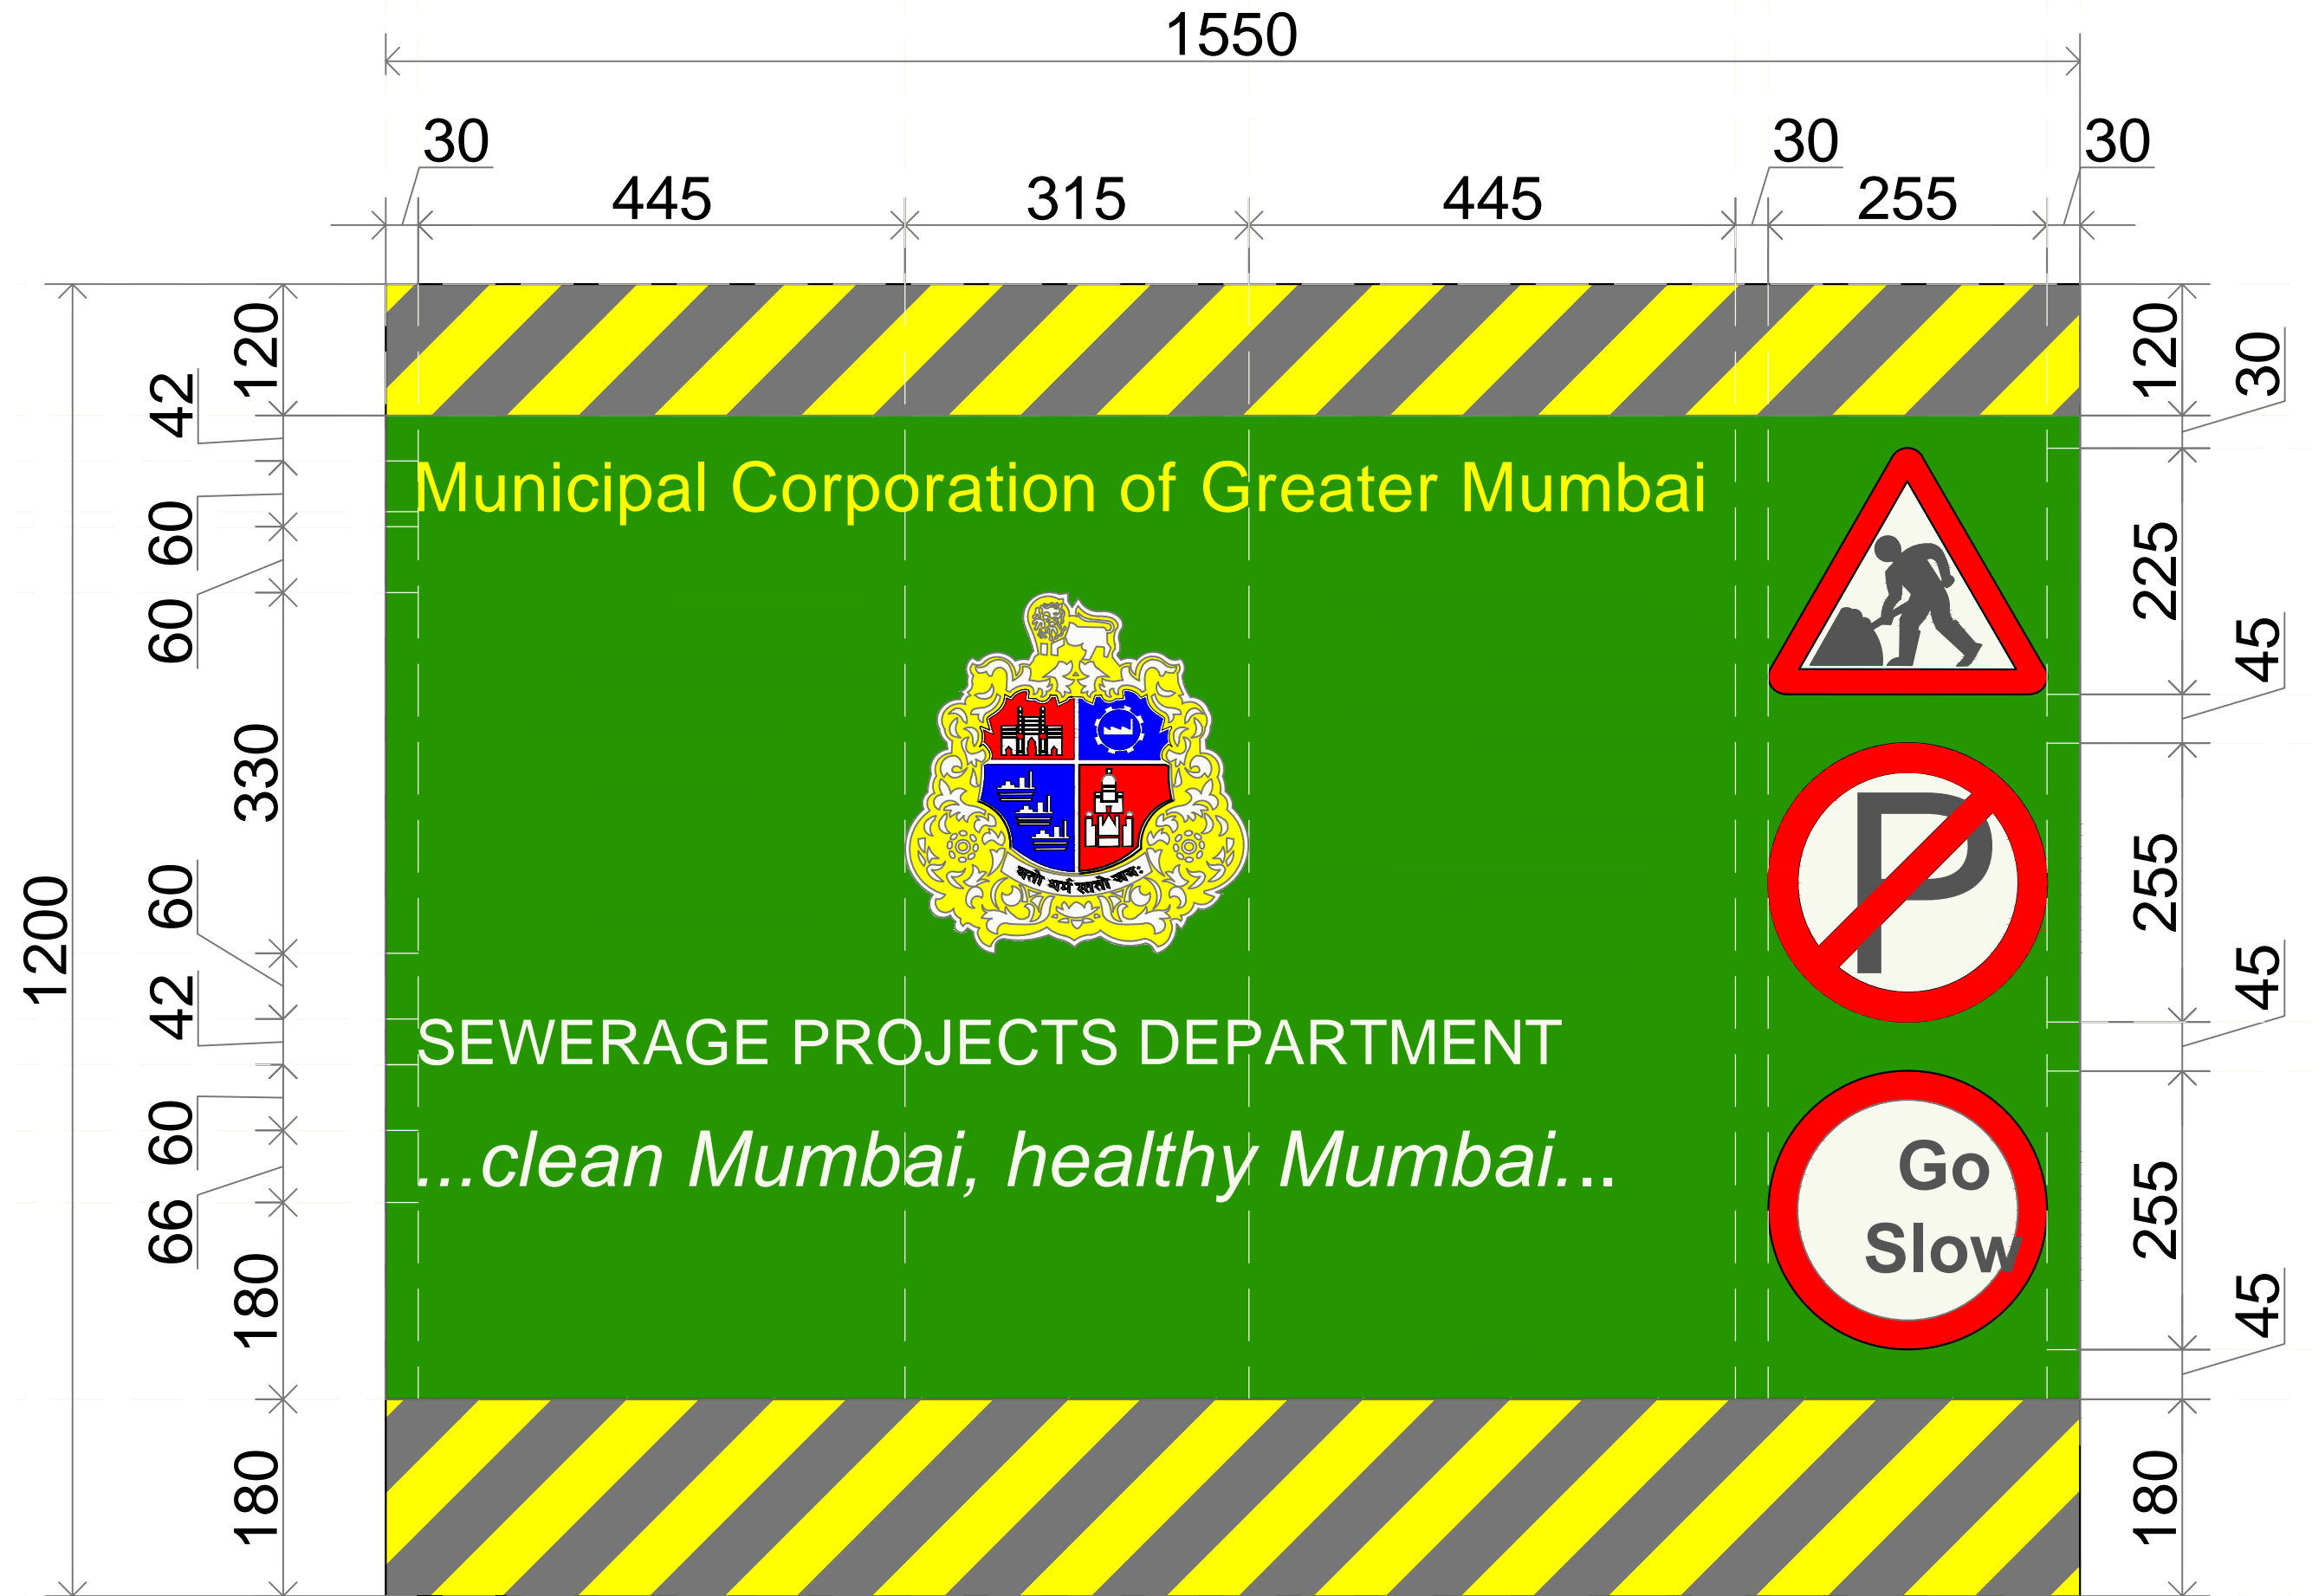 1550
30 30 30
445 315 445 255
120 120
42 30
60 225
60 45
330 255
1200
60 45
42 255
60 45
66
180 180
180
Municipal Corporation of Greater Mumbai
SEWERAGE PROJECTS DEPARTMENT
...clean Mumbai, healthy Mumbai...
P
Go
Slow